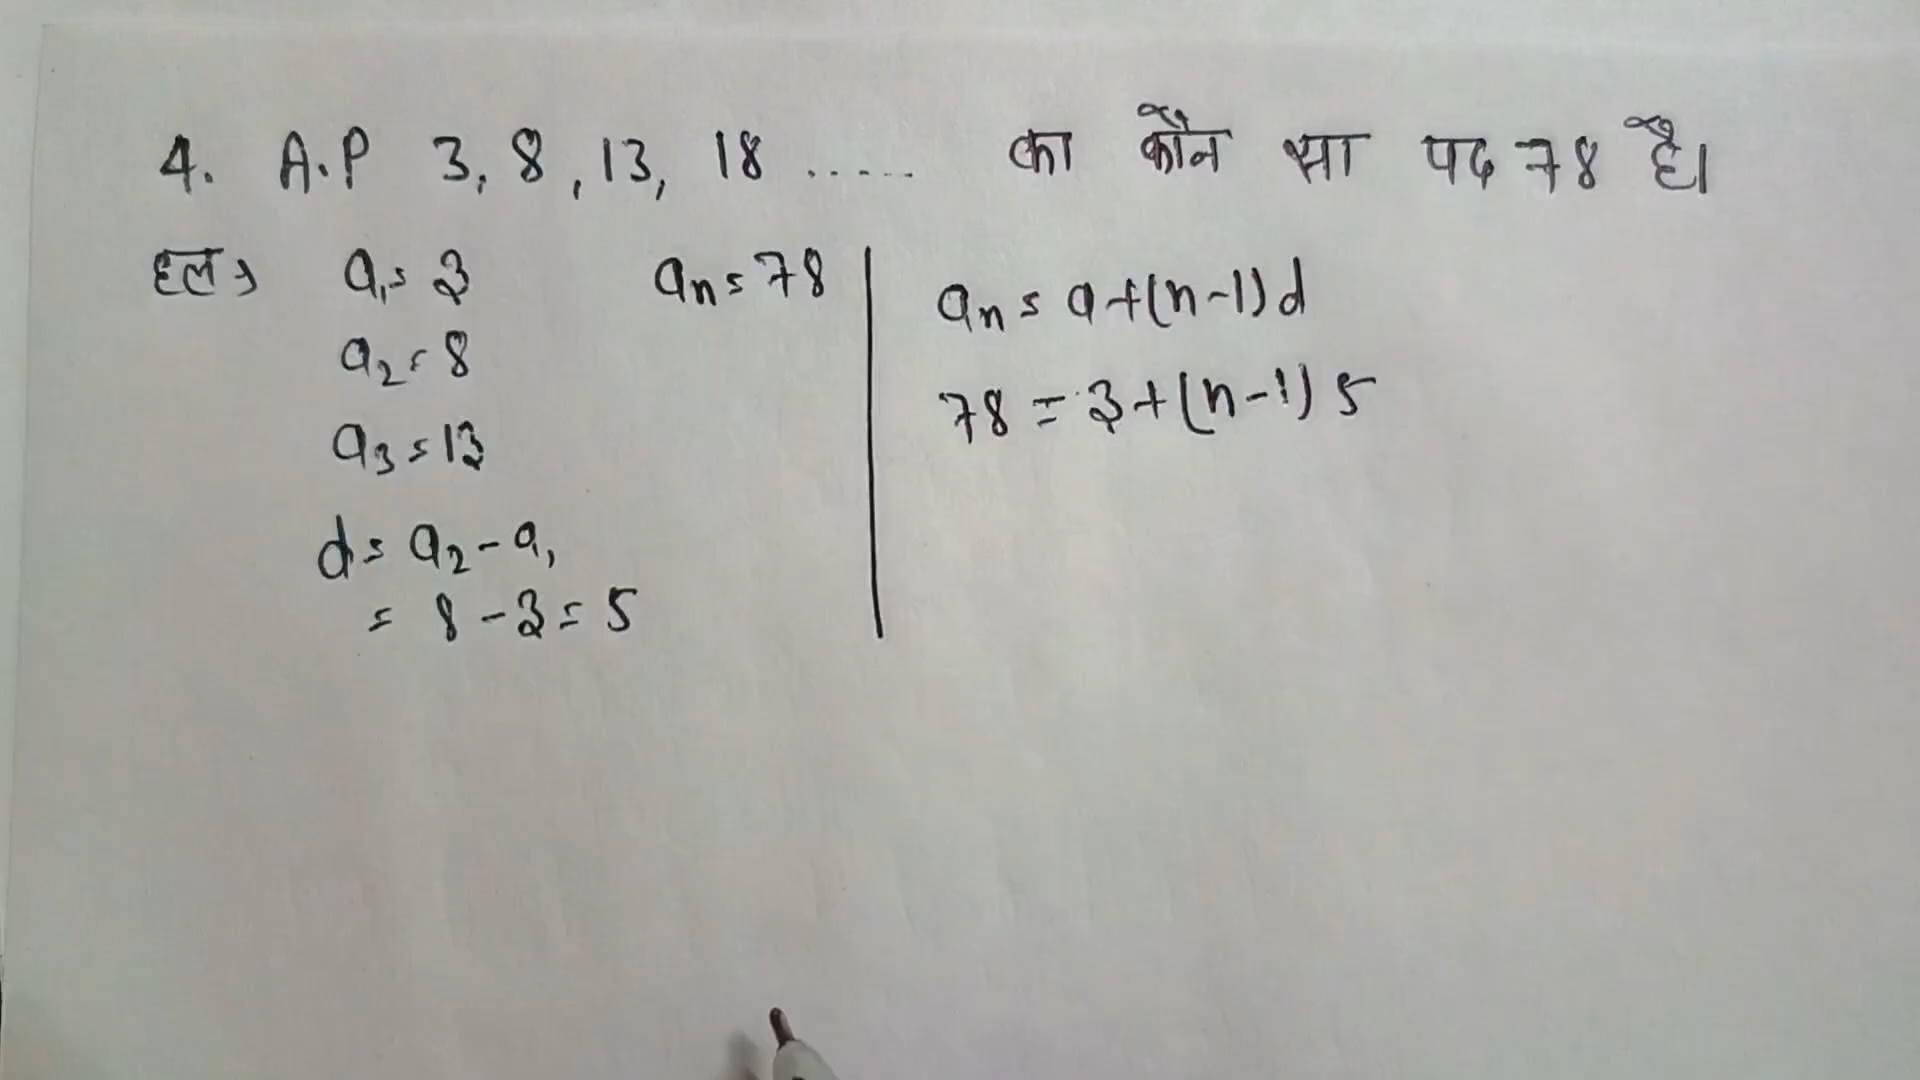 4. A.P 3, 8, 13, 18 ...... का कौन सा पद 78 है।
हल→ a₁= 3
a₂= 8
a₃= 13
d= a₂-a₁
= 8-3= 5
aₙ= 78
aₙ= a+(n-1)d
78 = 3+(n-1)5